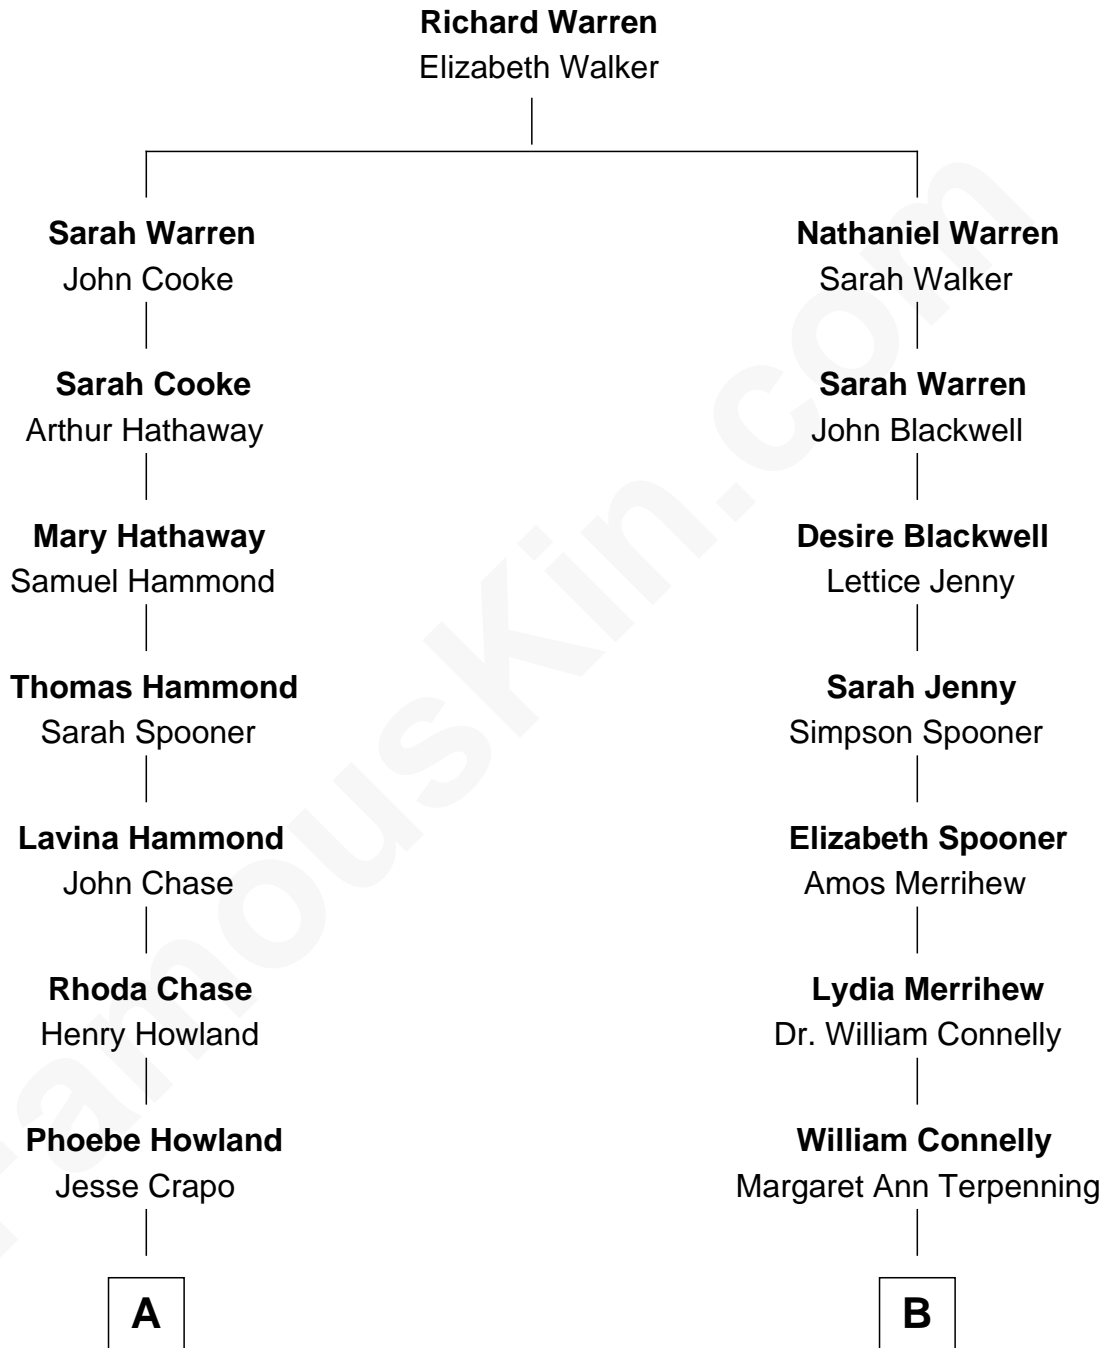 Richard Warren
Elizabeth Walker
Sarah Warren
John Cooke
Sarah Cooke
Arthur Hathaway
Mary Hathaway
Samuel Hammond
Thomas Hammond
Sarah Spooner
Lavina Hammond
John Chase
Rhoda Chase
Henry Howland
Phoebe Howland
Jesse Crapo
A
Nathaniel Warren
Sarah Walker
Sarah Warren
John Blackwell
Desire Blackwell
Lettice Jenny
Sarah Jenny
Simpson Spooner
Elizabeth Spooner
Amos Merrihew
Lydia Merrihew
Dr. William Connelly
William Connelly
Margaret Ann Terpenning
B
FamousKin.com